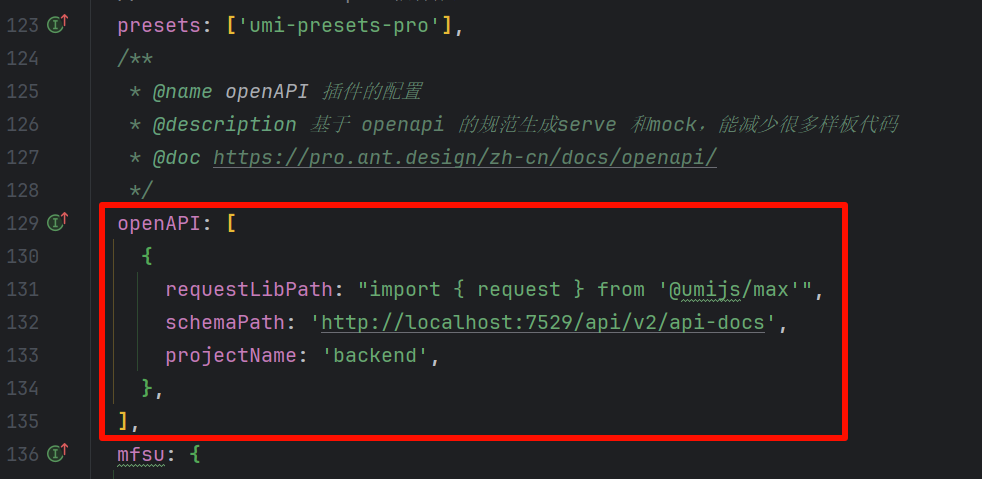 123 presets: ['umi-presets-pro'],
124 /**
125 * @name openAPI 插件的配置
126 * @description 基于 openapi 的规范生成serve 和mock，能减少很多样板代码
127 * @doc https://pro.ant.design/zh-cn/docs/openapi/
128 */
129 openAPI: [
130 {
131 requestLibPath: "import { request } from '@umijs/max'",
132 schemaPath: 'http://localhost:7529/api/v2/api-docs',
133 projectName: 'backend',
134 },
135 ],
136 mfsu: {